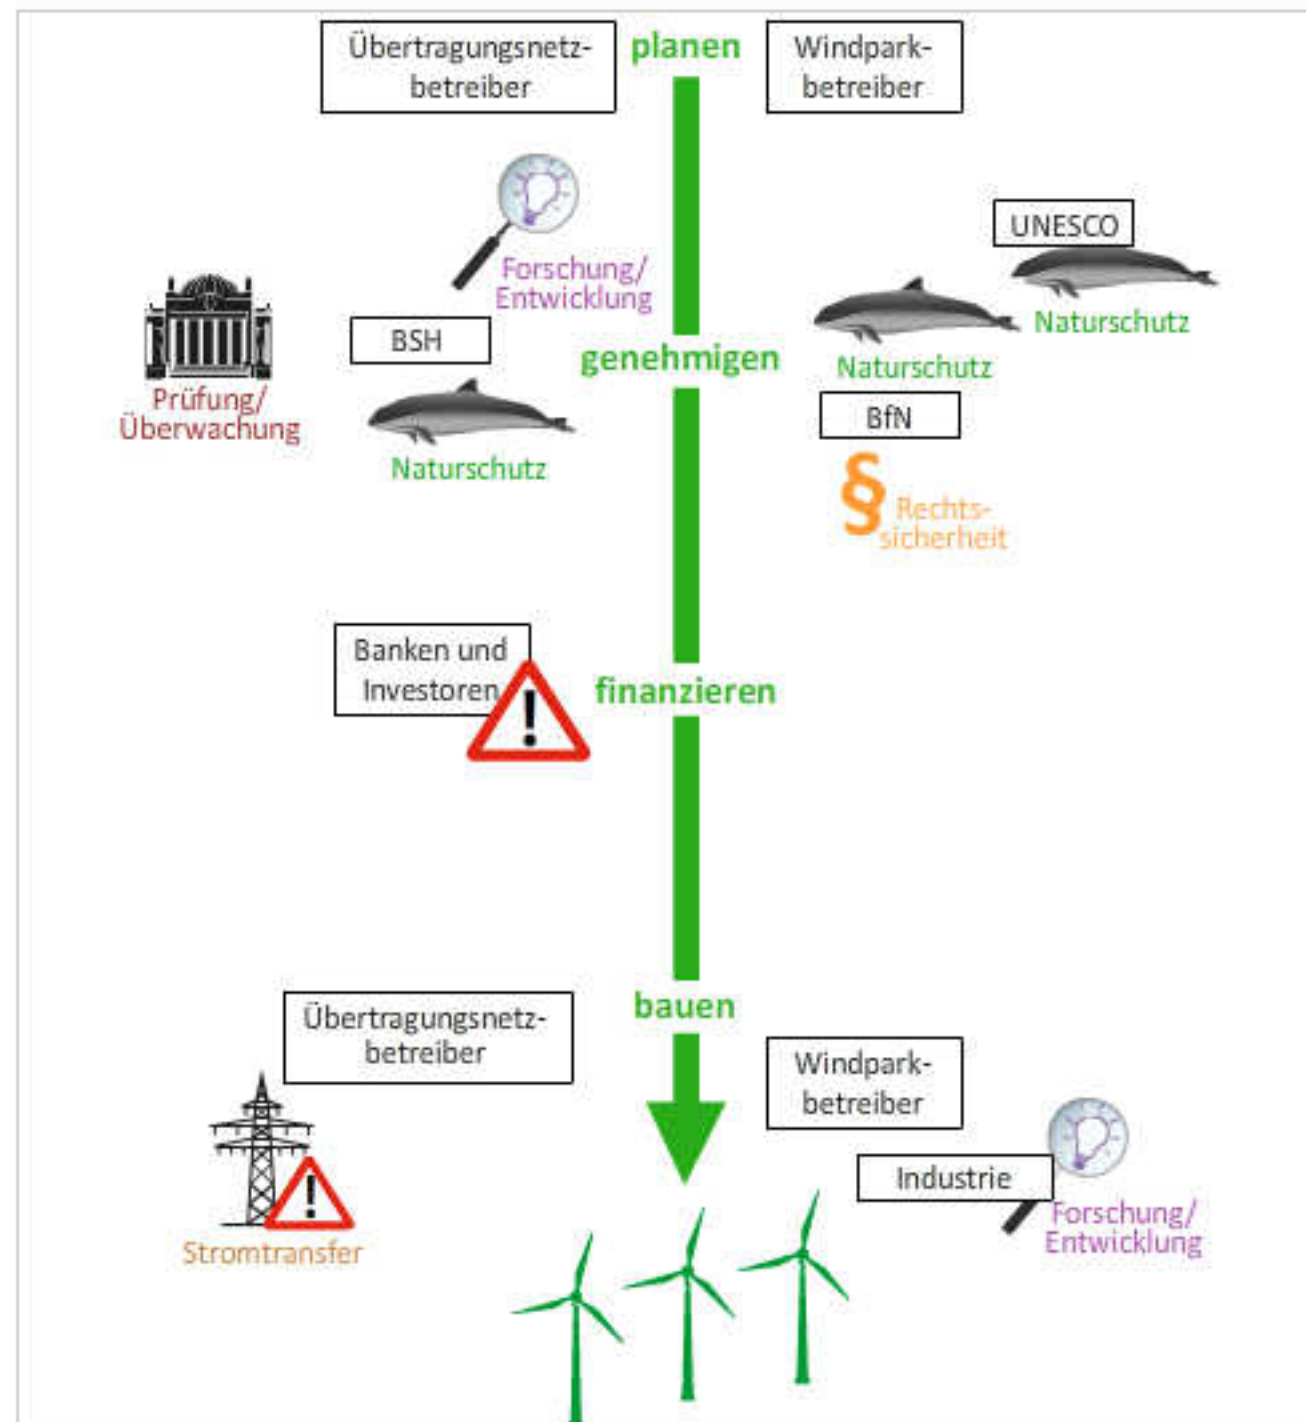 Übertragungsnetz-
betreiber
planen
Windpark-
betreiber
Forschung/
Entwicklung
UNESCO
Naturschutz
Prüfung/
Überwachung
BSH
Naturschutz
genehmigen
Naturschutz
BfN
§ Rechts-
sicherheit
Banken und
Investoren
!
finanzieren
bauen
Übertragungsnetz-
betreiber
!
Stromtransfer
Windpark-
betreiber
Industrie
Forschung/
Entwicklung